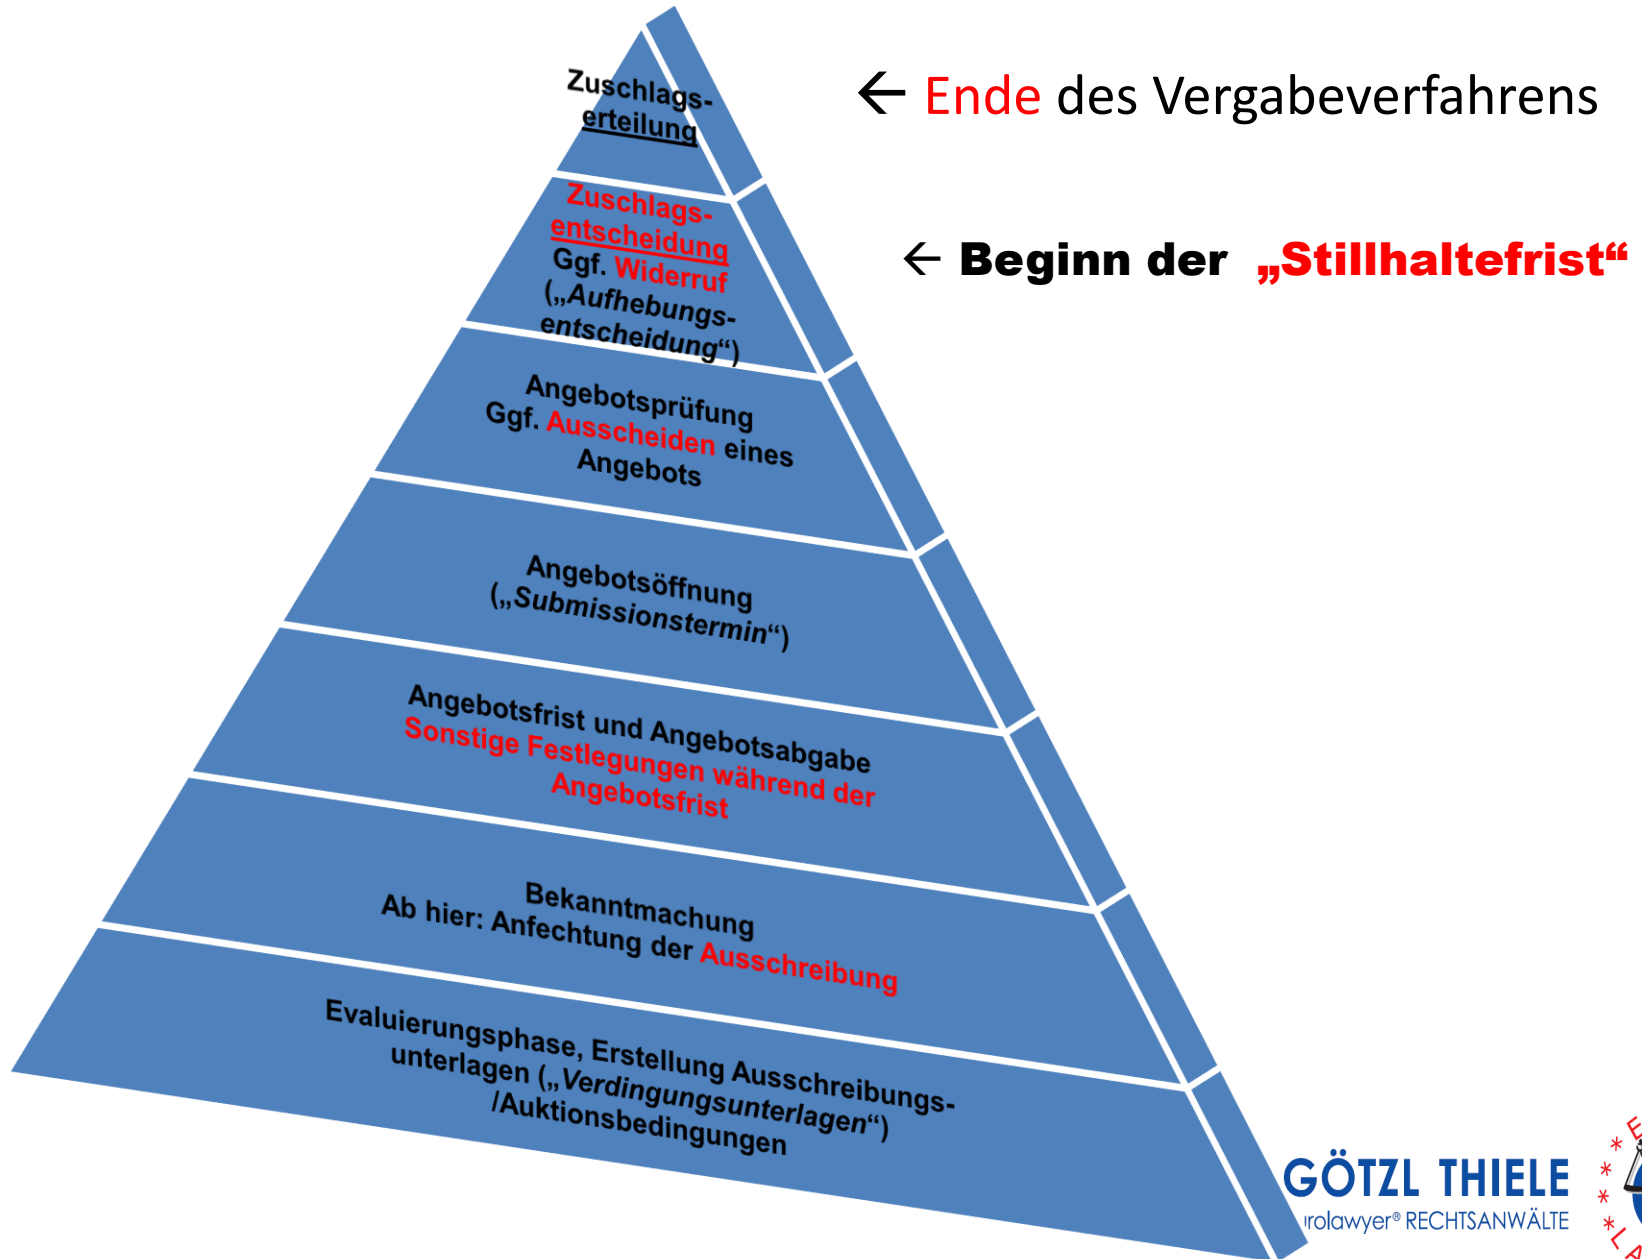 Zuschlags-
erteilung
← Ende des Vergabeverfahrens
Zuschlags-
entscheidung
Ggf. Widerruf
(„Aufhebungs-
entscheidung“)
← Beginn der „Stillhaltefrist“
Angebotsprüfung
Ggf. Ausscheiden eines
Angebots
Angebotsöffnung
(„Submissionstermin“)
Angebotsfrist und Angebotsabgabe
Sonstige Festlegungen während der
Angebotsfrist
Bekanntmachung
Ab hier: Anfechtung der Ausschreibung
Evaluierungsphase, Erstellung Ausschreibungs-
unterlagen („Verdingungsunterlagen“)
/Auktionsbedingungen
GÖTZL THIELE
rolawyer® RECHTSANWÄLTE